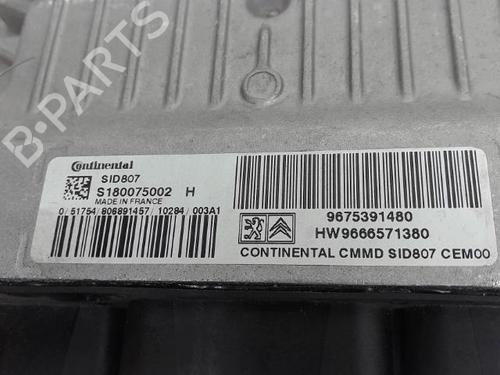 B-PARTS
Continental
SID807
S180075002 H
MADE IN FRANCE
0/51754/806891457/10284/003A1
9675391480
HW9666571380
CONTINENTAL CMMD SID807 CEM00